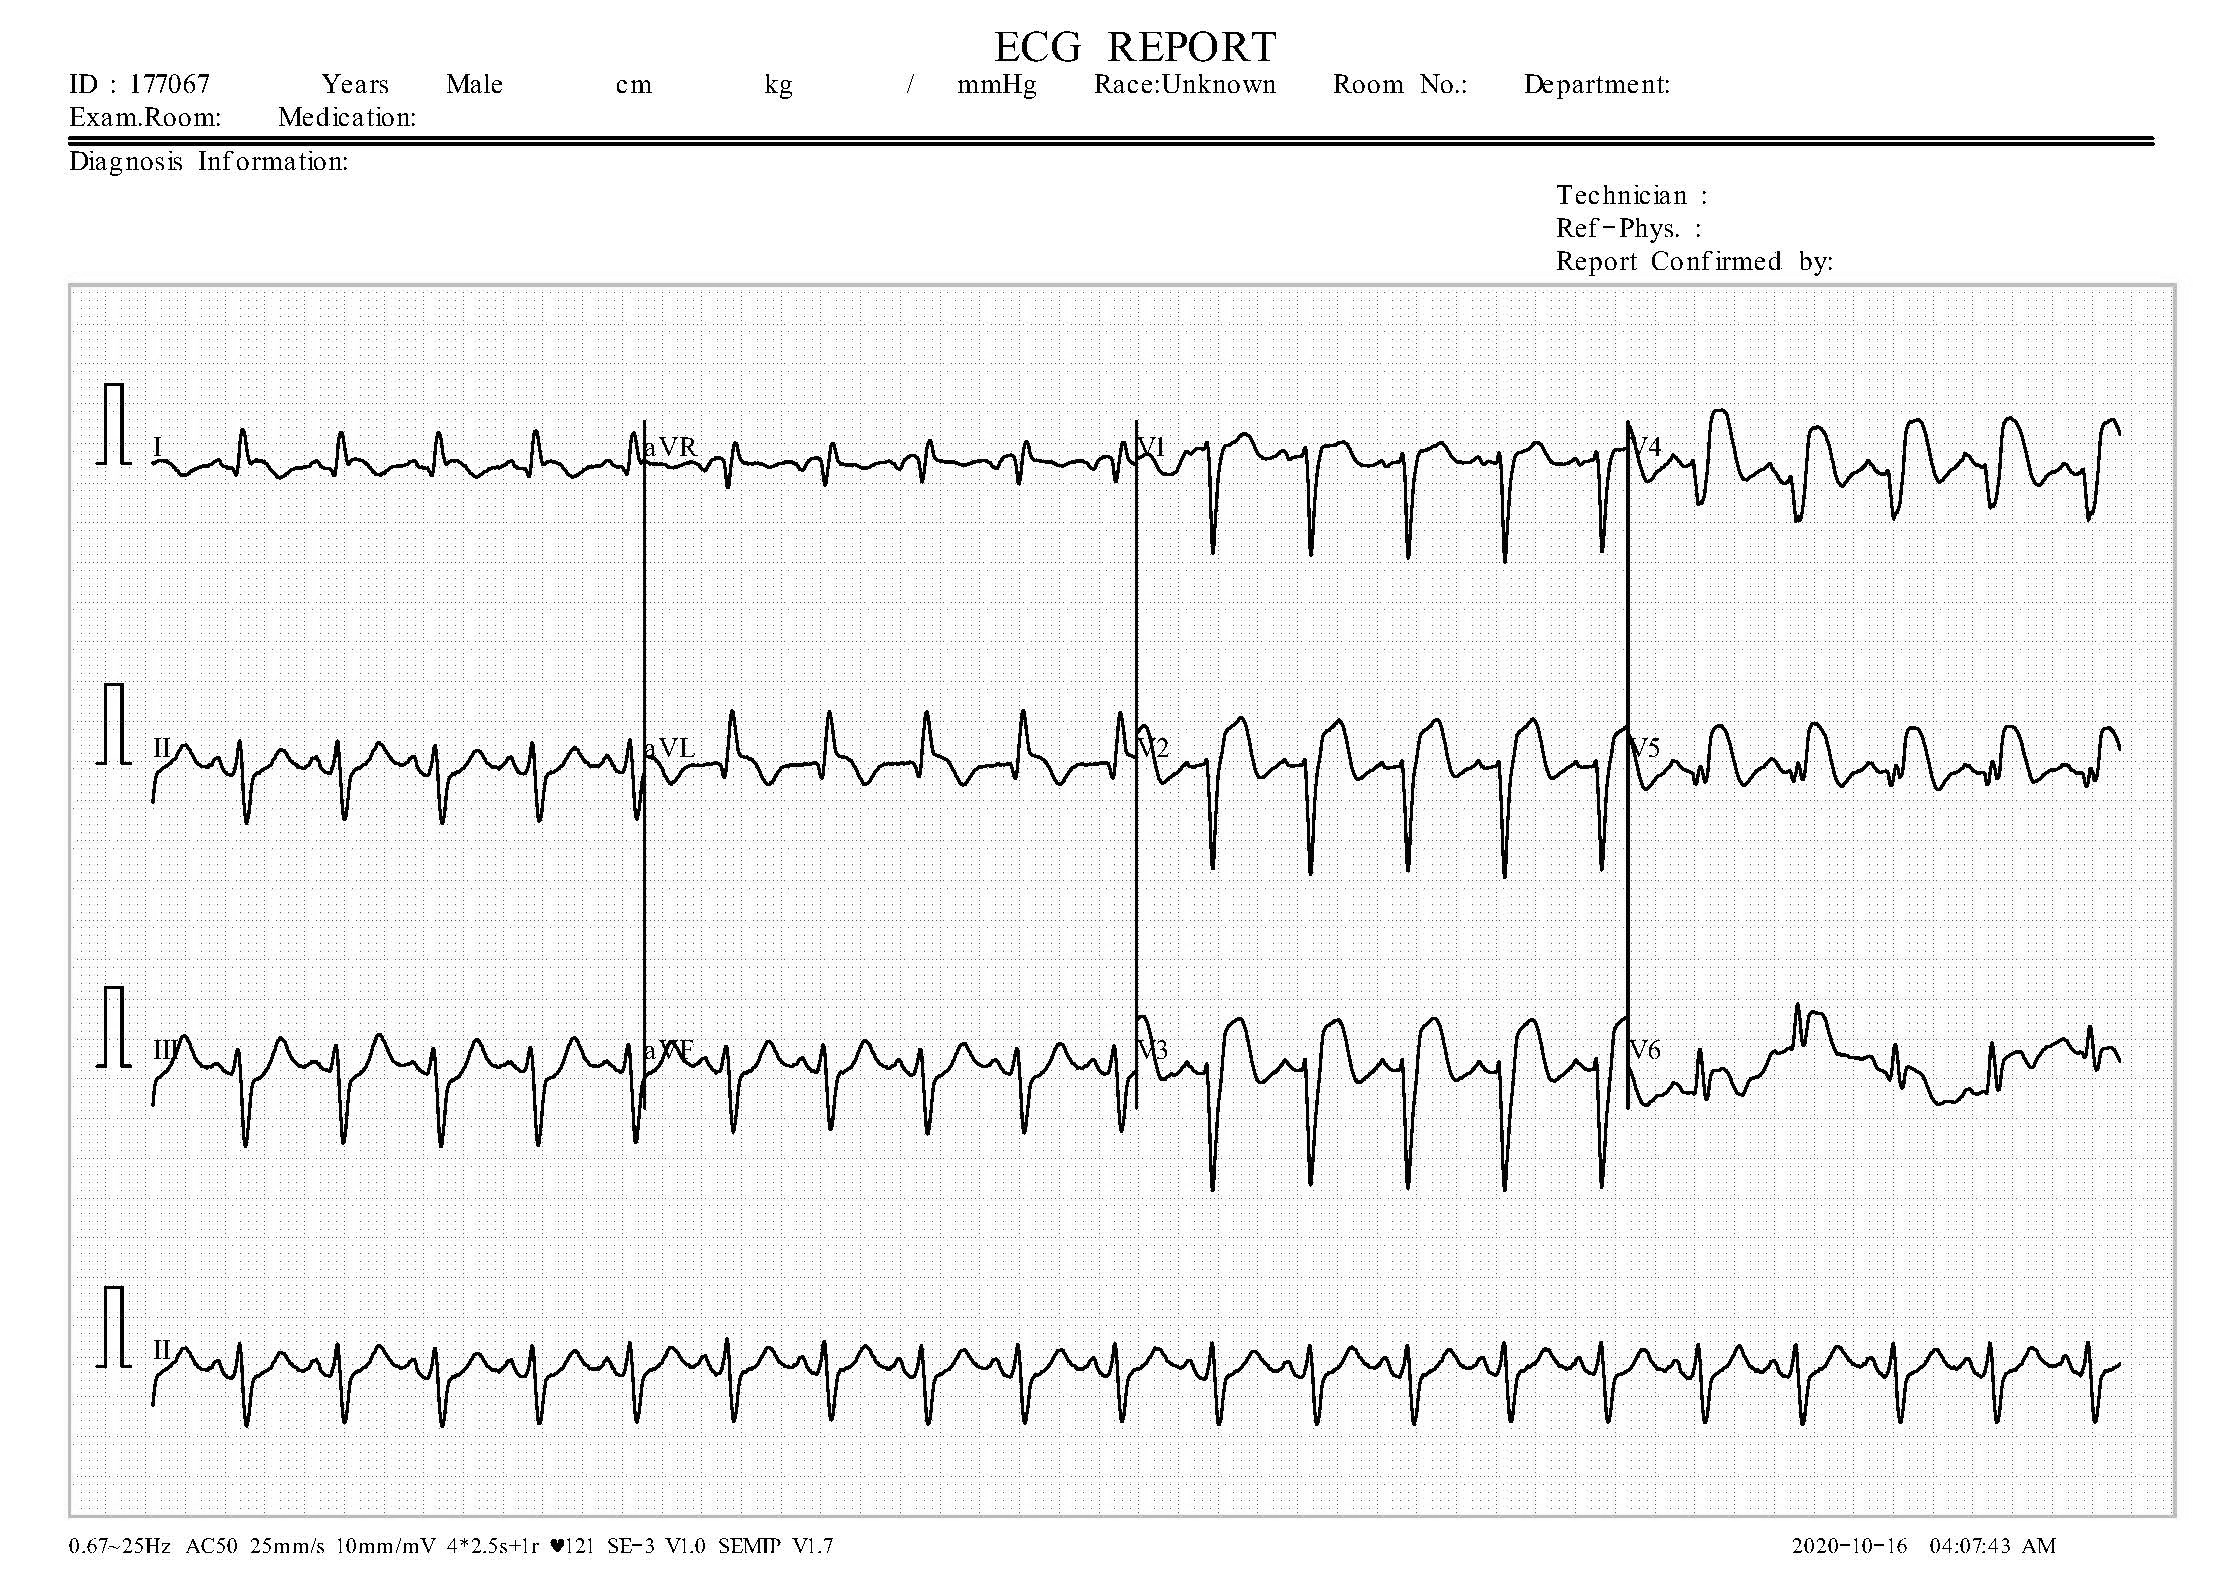 ECG REPORT
ID : 177067 Years Male cm kg / mmHg Race:Unknown Room No.: Department:
Exam.Room: Medication:
Diagnosis Information:
Technician :
Ref-Phys. :
Report Confirmed by:
I aVR V1 V4
II aVL V2 V5
III aVF V3 V6
II
0.67~25Hz AC50 25mm/s 10mm/mV 4*2.5s+1r ♥121 SE-3 V1.0 SEMIP V1.7
2020-10-16 04:07:43 AM